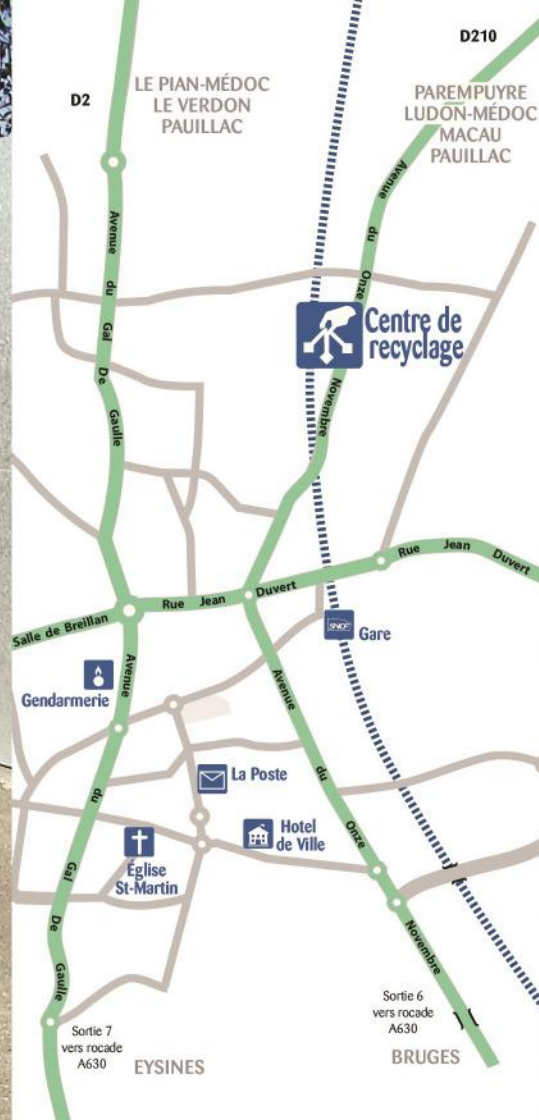 D210
D2
LE PIAN-MÉDOC
LE VERDON
PAUILLAC
PAREMPUYRE
LUDON-MÉDOC
MACAU
PAUILLAC
Avenue du Gal De Gaulle
Avenue du Onze Novembre
Centre de
recyclage
Rue Jean Duvert
Rue Jean Duvert
Salle de Breillan
SNCF
Gare
Gendarmerie
Avenue du Gal De Gaulle
Avenue du Onze Novembre
La Poste
Hotel
de Ville
Église
St-Martin
Sortie 6
vers rocade
A630
Sortie 7
vers rocade
A630
EYSINES
BRUGES